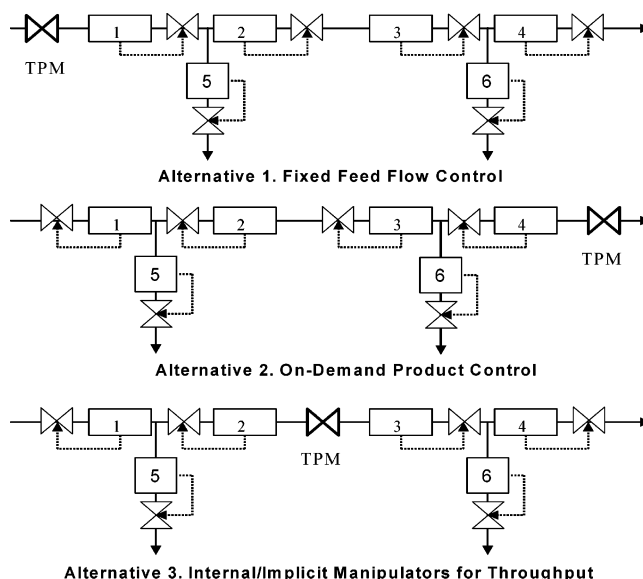 1 2 3 4
TPM
5 6
Alternative 1. Fixed Feed Flow Control
1 2 3 4
TPM
5 6
Alternative 2. On-Demand Product Control
1 2 3 4
TPM
5 6
Alternative 3. Internal/Implicit Manipulators for Throughput